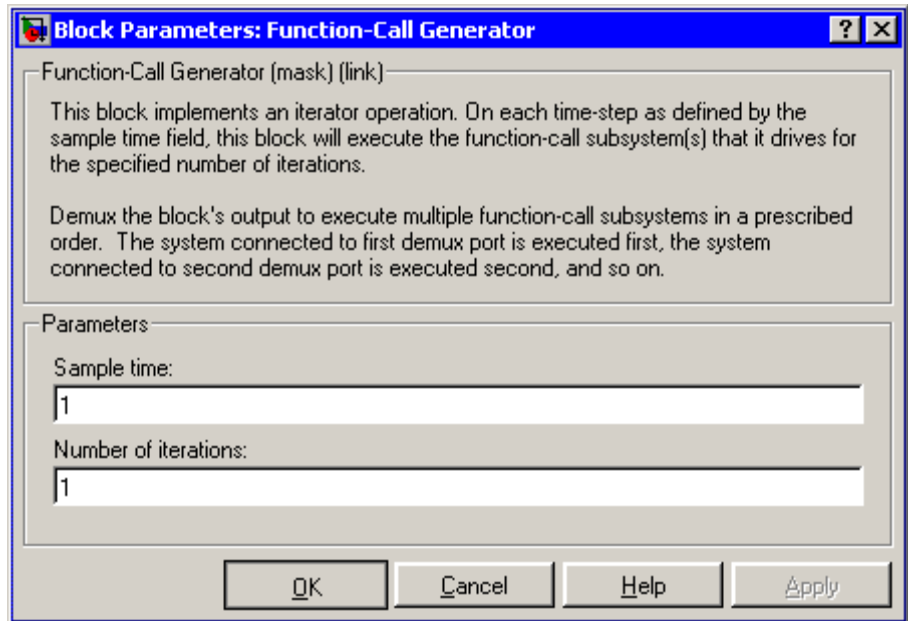 Block Parameters: Function-Call Generator
Function-Call Generator (mask) (link)
This block implements an iterator operation. On each time-step as defined by the
sample time field, this block will execute the function-call subsystem(s) that it drives for
the specified number of iterations.
Demux the block's output to execute multiple function-call subsystems in a prescribed
order. The system connected to first demux port is executed first, the system
connected to second demux port is executed second, and so on.
Parameters
Sample time:
1
Number of iterations:
1
OK Cancel Help Apply